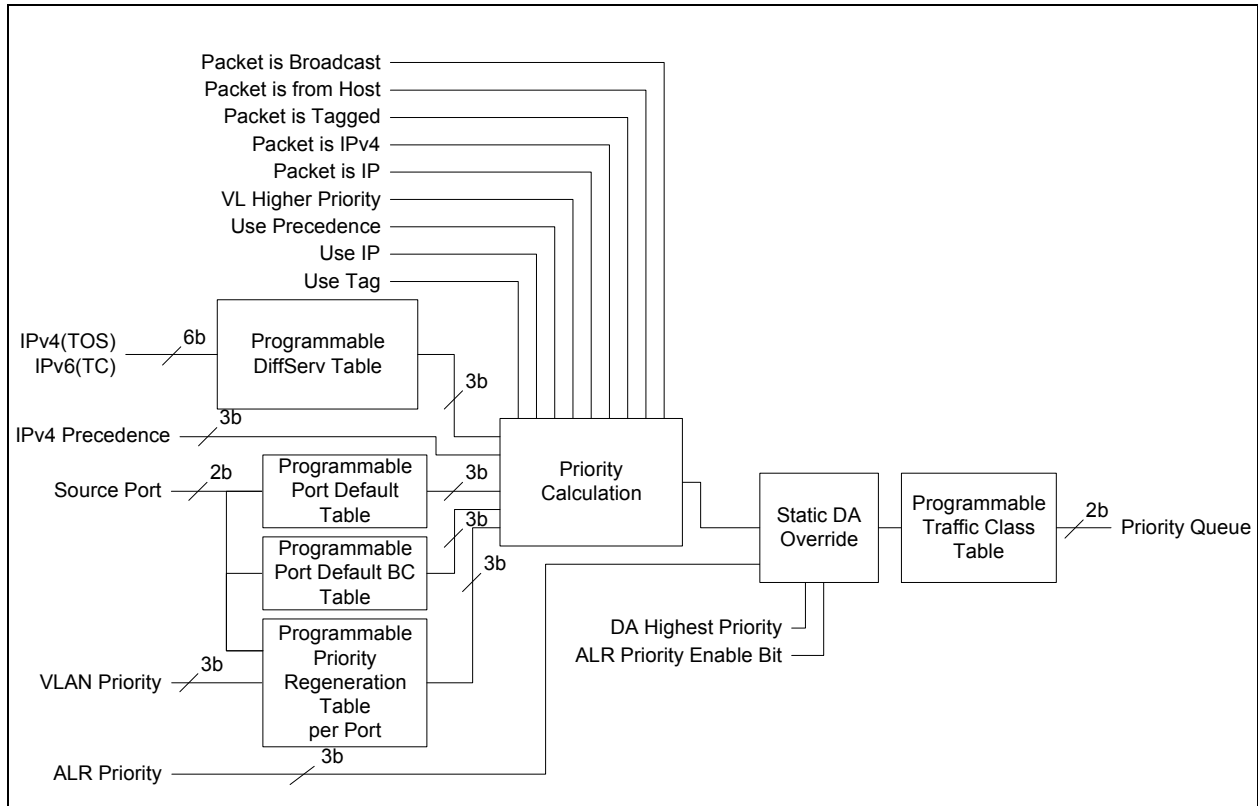 Packet is Broadcast
Packet is from Host
Packet is Tagged
Packet is IPv4
Packet is IP
VL Higher Priority
Use Precedence
Use IP
Use Tag
IPv4(TOS)
IPv6(TC)
6b
Programmable
DiffServ Table
3b
IPv4 Precedence
3b
Source Port
2b
Programmable
Port Default
Table
3b
Programmable
Port Default BC
Table
3b
VLAN Priority
3b
Programmable
Priority
Regeneration
Table
per Port
3b
ALR Priority
3b
Priority
Calculation
Static DA
Override
DA Highest Priority
ALR Priority Enable Bit
Programmable
Traffic Class
Table
2b
Priority Queue